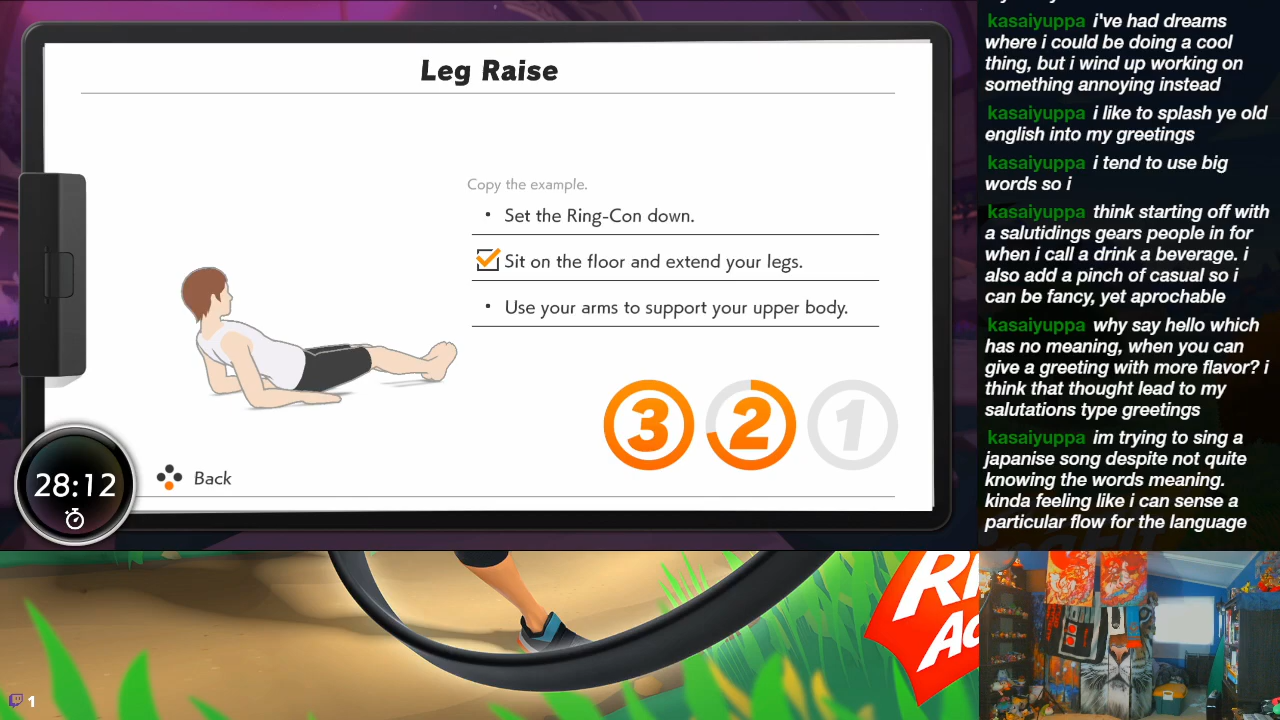 Leg Raise
Copy the example.
• Set the Ring-Con down.
Sit on the floor and extend your legs.
• Use your arms to support your upper body.
3 2 1
Back
28:12
1
kasaiyuppa i've had dreams
where i could be doing a cool
thing, but i wind up working on
something annoying instead
kasaiyuppa i like to splash ye old
english into my greetings
kasaiyuppa i tend to use big
words so i
kasaiyuppa think starting off with
a salutidings gears people in for
when i call a drink a beverage. i
also add a pinch of casual so i
can be fancy, yet aprochable
kasaiyuppa why say hello which
has no meaning, when you can
give a greeting with more flavor? i
think that thought lead to my
salutations type greetings
kasaiyuppa im trying to sing a
japanise song despite not quite
knowing the words meaning.
kinda feeling like i can sense a
particular flow for the language